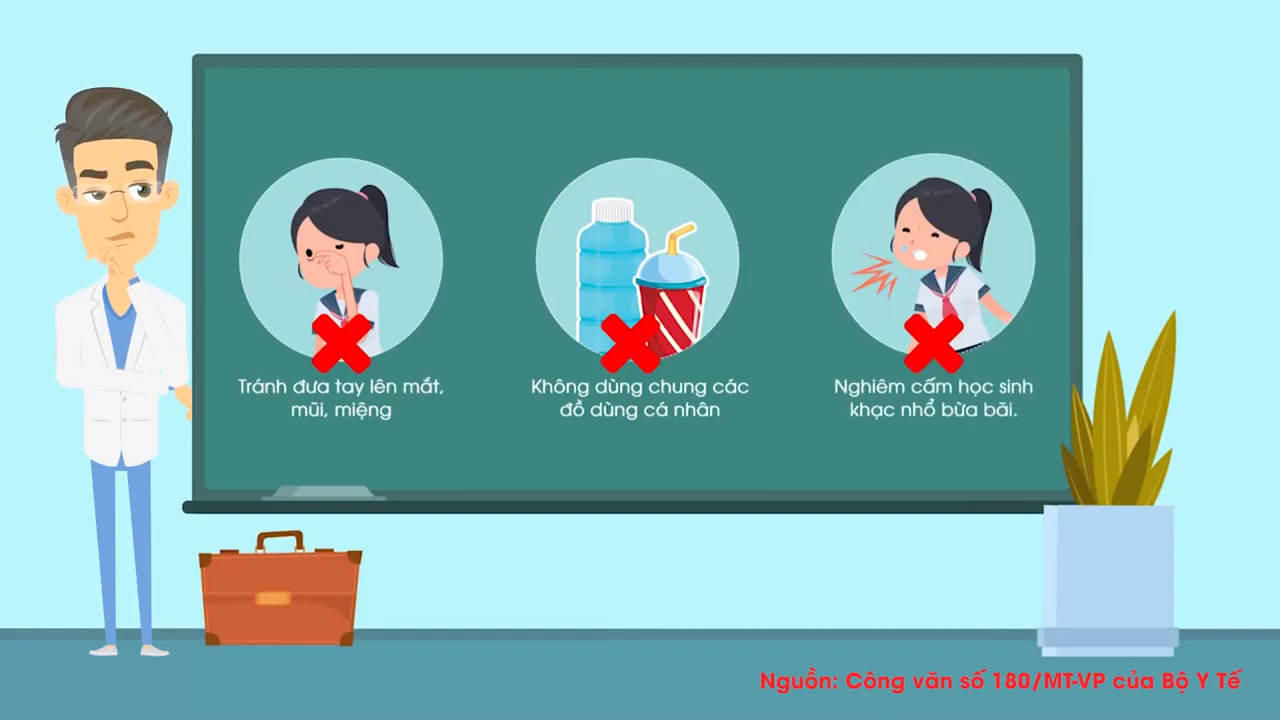 Tránh đưa tay lên mắt,
mũi, miệng
Không dùng chung các
đồ dùng cá nhân
Nghiêm cấm học sinh
khạc nhổ bừa bãi.
Nguồn: Công văn số 180/MT-VP của Bộ Y Tế